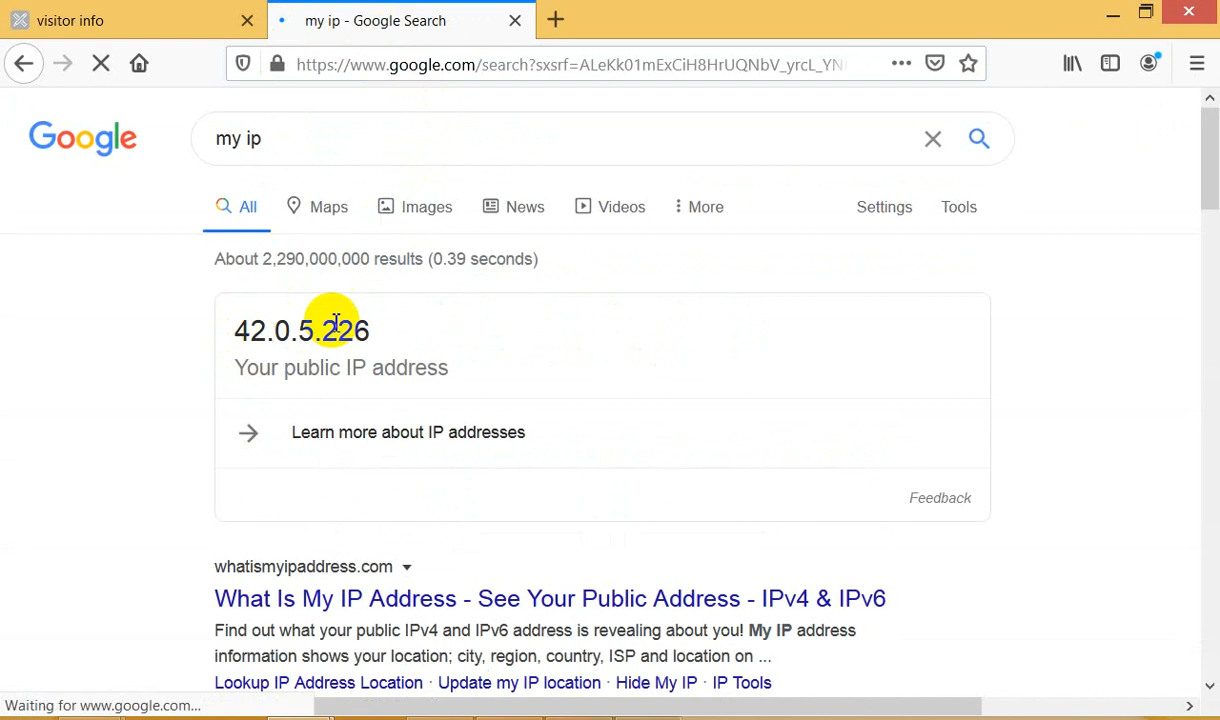 visitor info
my ip - Google Search
https://www.google.com/search?sxsrf=ALeKk01mExCiH8HrUQNbV_yrcL_YN
Google
my ip
All
Maps
Images
News
Videos
More
Settings
Tools
About 2,290,000,000 results (0.39 seconds)
42.0.5.226
Your public IP address
Learn more about IP addresses
Feedback
whatismyipaddress.com
What Is My IP Address - See Your Public Address - IPv4 & IPv6
Find out what your public IPv4 and IPv6 address is revealing about you! My IP address
information shows your location; city, region, country, ISP and location on ...
Lookup IP Address Location · Update my IP location · Hide My IP · IP Tools
Waiting for www.google.com...